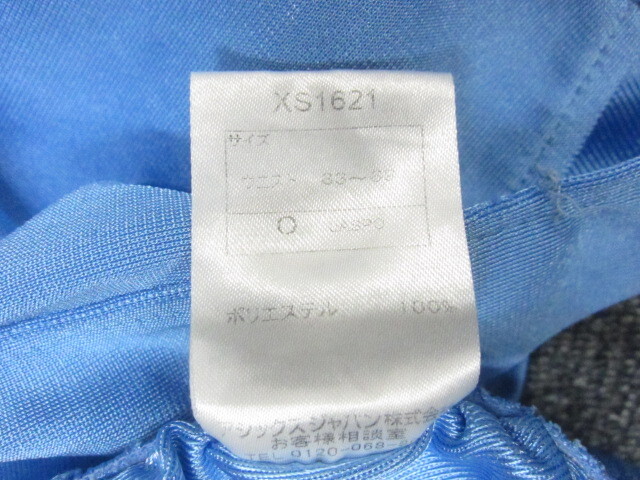 XS1621
サイズ
ウエスト 83～89
O JASPO
ポリエステル 100%
アシックスジャパン株式会
お客様相談室
TEL 0120-068-